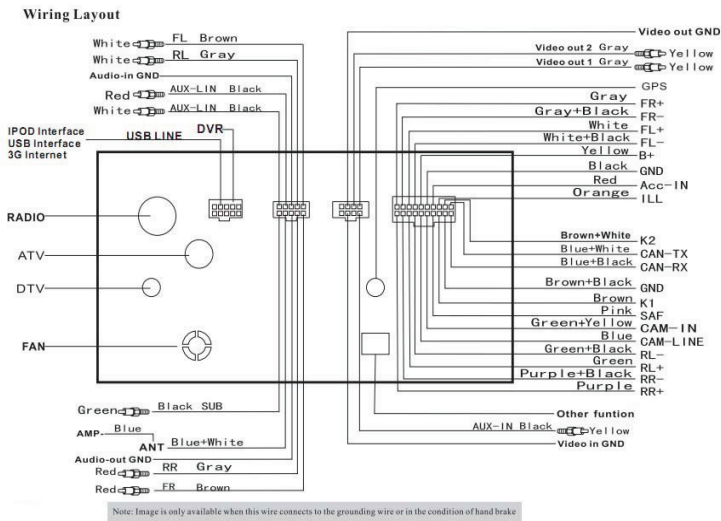 Wiring Layout
White FL Brown
White RL Gray
Audio-in GND
Red AUX-LIN Black
White AUX-LIN Black
IPOD Interface
USB Interface
3G Internet
USB LINE
DVR
RADIO
ATV
DTV
FAN
Video out GND
Video out 2 Gray Yellow
Video out 1 Gray Yellow
GPS
Gray FR+
Gray+Black FR-
White FL+
White+Black FL-
Yellow B+
Black GND
Red Acc-IN
Orange ILL
Brown+White K2
Blue+White CAN-TX
Blue+Black CAN-RX
Brown+Black GND
Brown K1
Pink SAF
Green+Yellow CAM-IN
Blue CAM-LINE
Green+Black RL-
Green RL+
Purple+Black RR-
Purple RR+
Other funtion
AUX-IN Black Yellow
Video in GND
Green Black SUB
AMP- Blue
ANT Blue+White
Audio-out GND
Red RR Gray
Red FR Brown
Note: Image is only available when this wire connects to the grounding wire or in the condition of hand brake